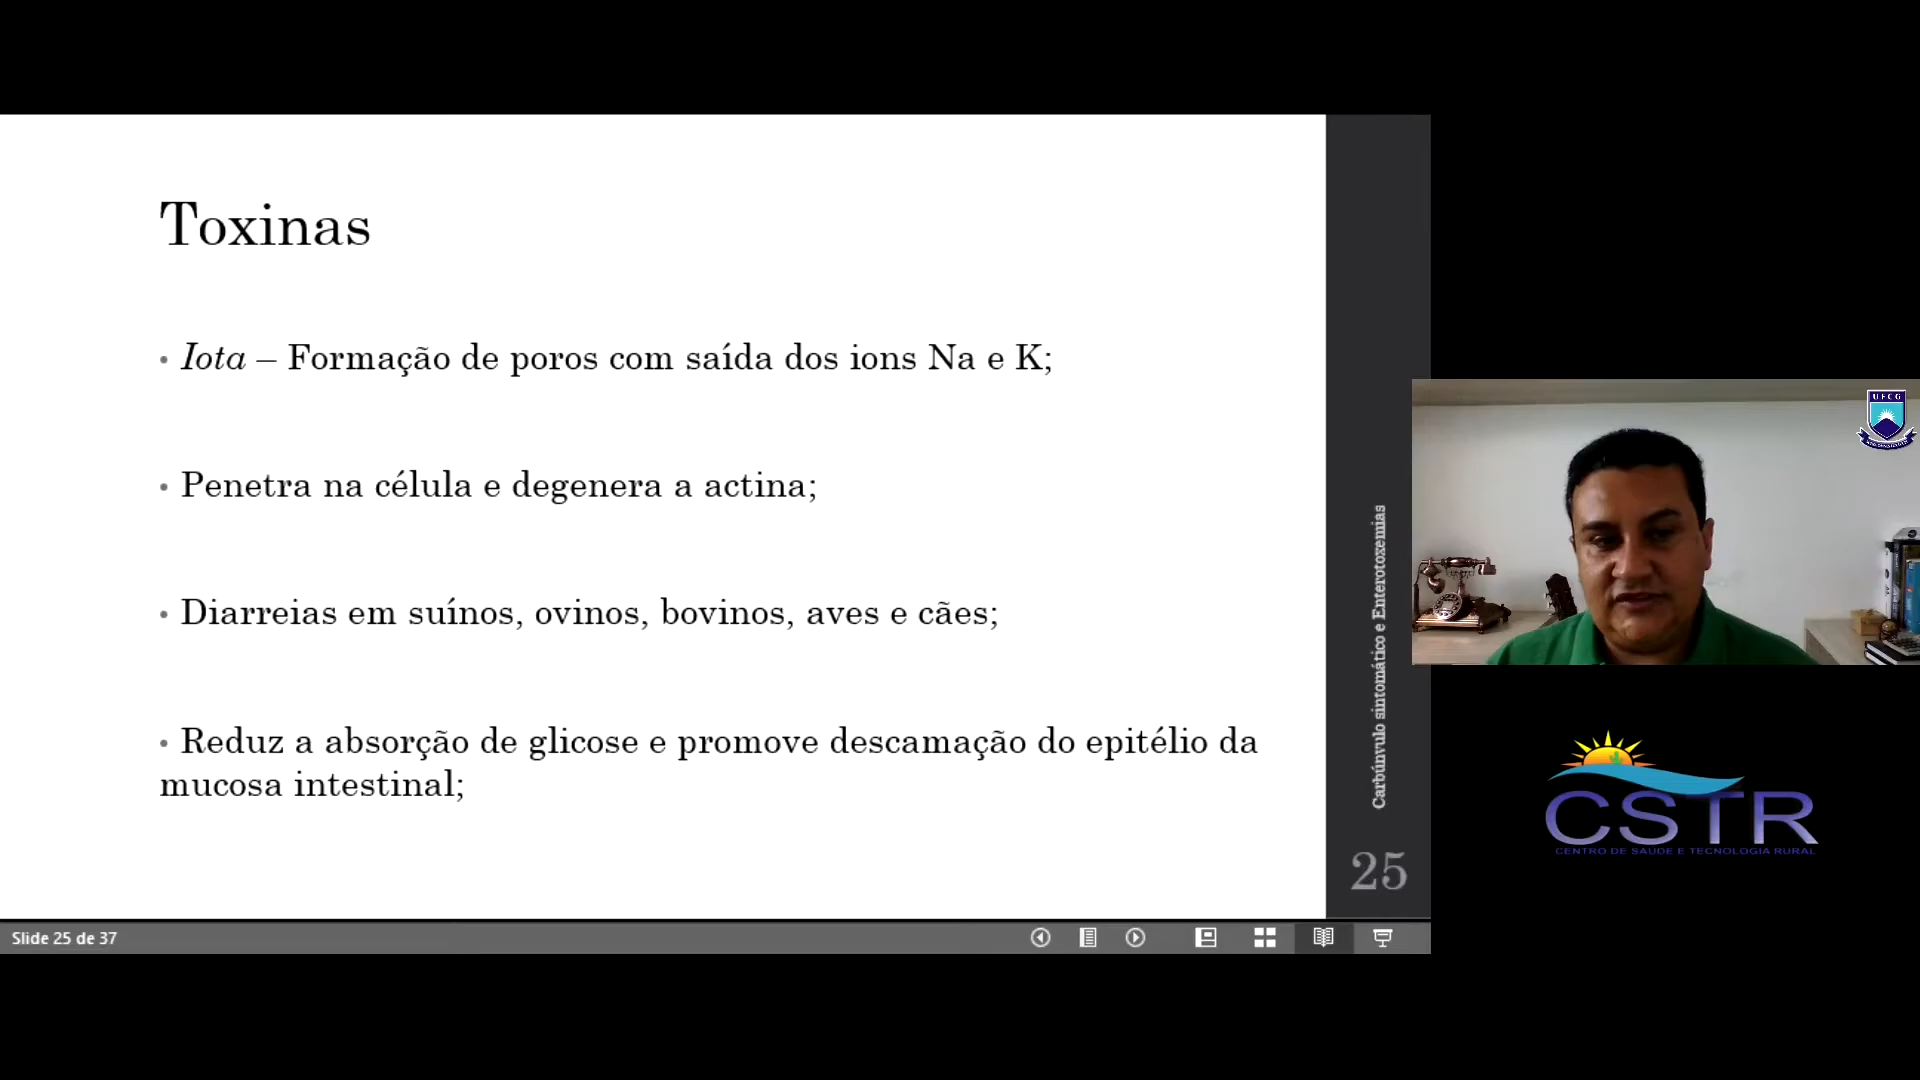 Toxinas
• Iota – Formação de poros com saída dos ions Na e K;
• Penetra na célula e degenera a actina;
• Diarreias em suínos, ovinos, bovinos, aves e cães;
• Reduz a absorção de glicose e promove descamação do epitélio da
mucosa intestinal;
Carbúnvulo sintomático e Enterotoxemias
25
Slide 25 de 37
UFCG
CSTR
CENTRO DE SAÚDE E TECNOLOGIA RURAL